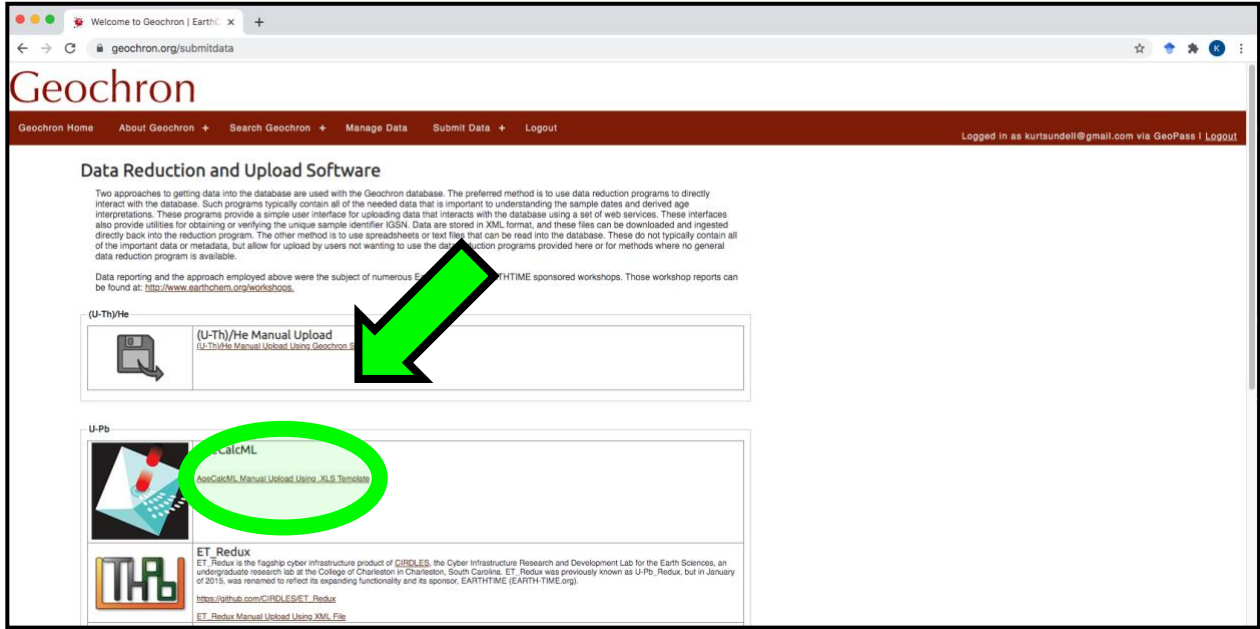 Welcome to Geochron | EarthC
geochron.org/submitdata
K
Geochron
Geochron Home About Geochron + Search Geochron + Manage Data Submit Data + Logout
Logged in as kurtsundell@gmail.com via GeoPass | Logout
Data Reduction and Upload Software
Two approaches to getting data into the database are used with the Geochron database. The preferred method is to use data reduction programs to directly
interact with the database. Such programs typically contain all of the needed data that is important to understanding the sample dates and derived age
interpretations. These programs provide a simple user interface for uploading data that interacts with the database using a set of web services. These interfaces
also provide utilities for obtaining or verifying the unique sample identifier IGSN. Data are stored in XML format, and these files can be downloaded and ingested
directly back into the reduction program. The other method is to use spreadsheets or text files that can be read into the database. These do not typically contain all
of the important data or metadata, but allow for upload by users not wanting to use the data reduction programs provided here or for methods where no general
data reduction program is available.
Data reporting and the approach employed above were the subject of numerous sponsored workshops. Those workshop reports can
be found at: http://www.earthchem.org/workshops.
(U-Th)/He
(U-Th)/He Manual Upload
(U-Th)/He Manual Upload Using Geochron
U-Pb
CalcML
AgeCalcML Manual Upload Using .XLS Template
ET_Redux
ET_Redux is the flagship cyber infrastructure product of CIRDLES, the Cyber Infrastructure Research and Development Lab for the Earth Sciences, an
undergraduate research lab at the College of Charleston in Charleston, South Carolina. ET_Redux was previously known as U-Pb_Redux, but in January
of 2015, was renamed to reflect its expanding functionality and its sponsor, EARTHTIME (EARTH-TIME.org).
https://github.com/CIRDLES/ET_Redux
ET_Redux Manual Upload Using XML File